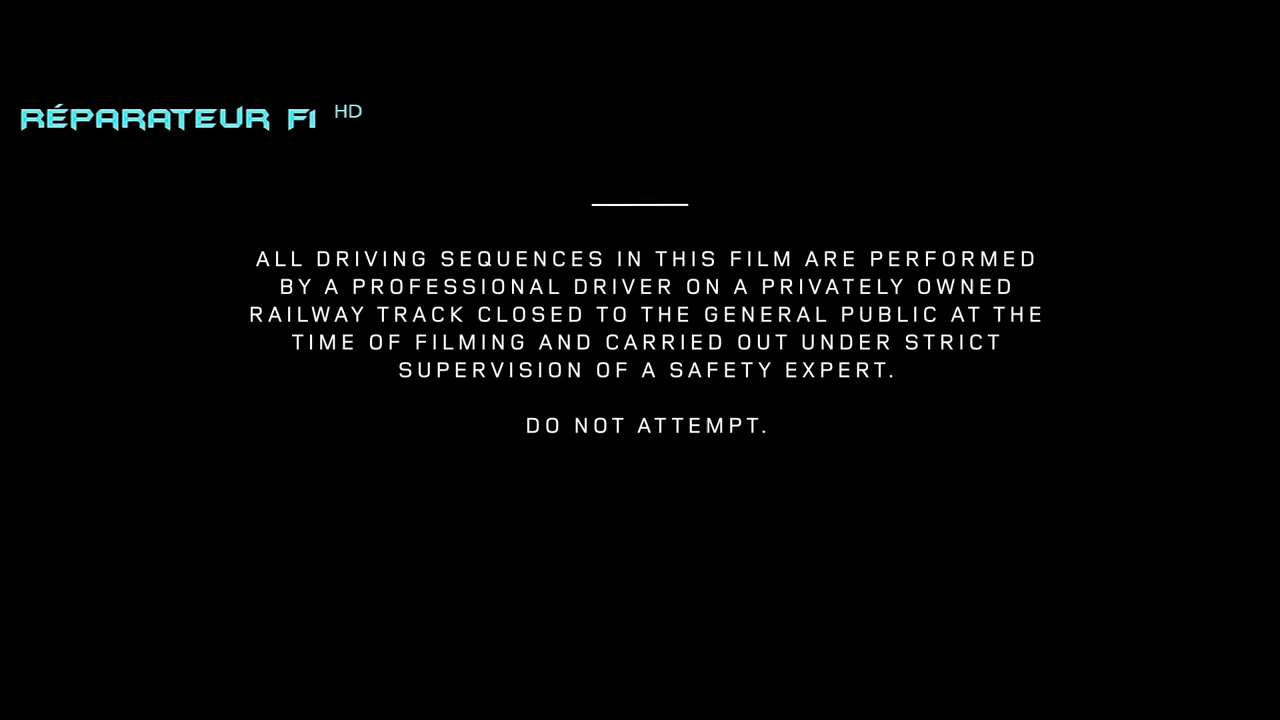 RÉPARATEUR F1 HD
ALL DRIVING SEQUENCES IN THIS FILM ARE PERFORMED
BY A PROFESSIONAL DRIVER ON A PRIVATELY OWNED
RAILWAY TRACK CLOSED TO THE GENERAL PUBLIC AT THE
TIME OF FILMING AND CARRIED OUT UNDER STRICT
SUPERVISION OF A SAFETY EXPERT.
DO NOT ATTEMPT.